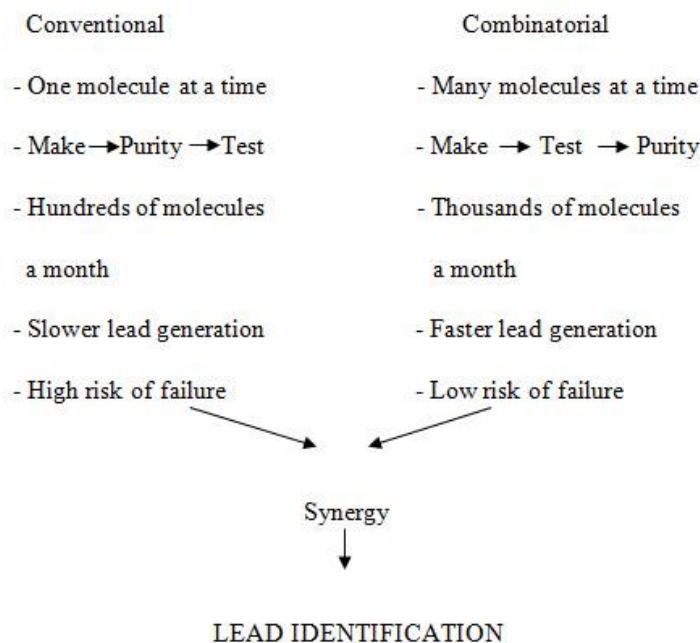 Conventional
Combinatorial
- One molecule at a time
- Many molecules at a time
- Make → Purity → Test
- Make → Test → Purity
- Hundreds of molecules
- Thousands of molecules
a month
a month
- Slower lead generation
- Faster lead generation
- High risk of failure
- Low risk of failure
Synergy
LEAD IDENTIFICATION